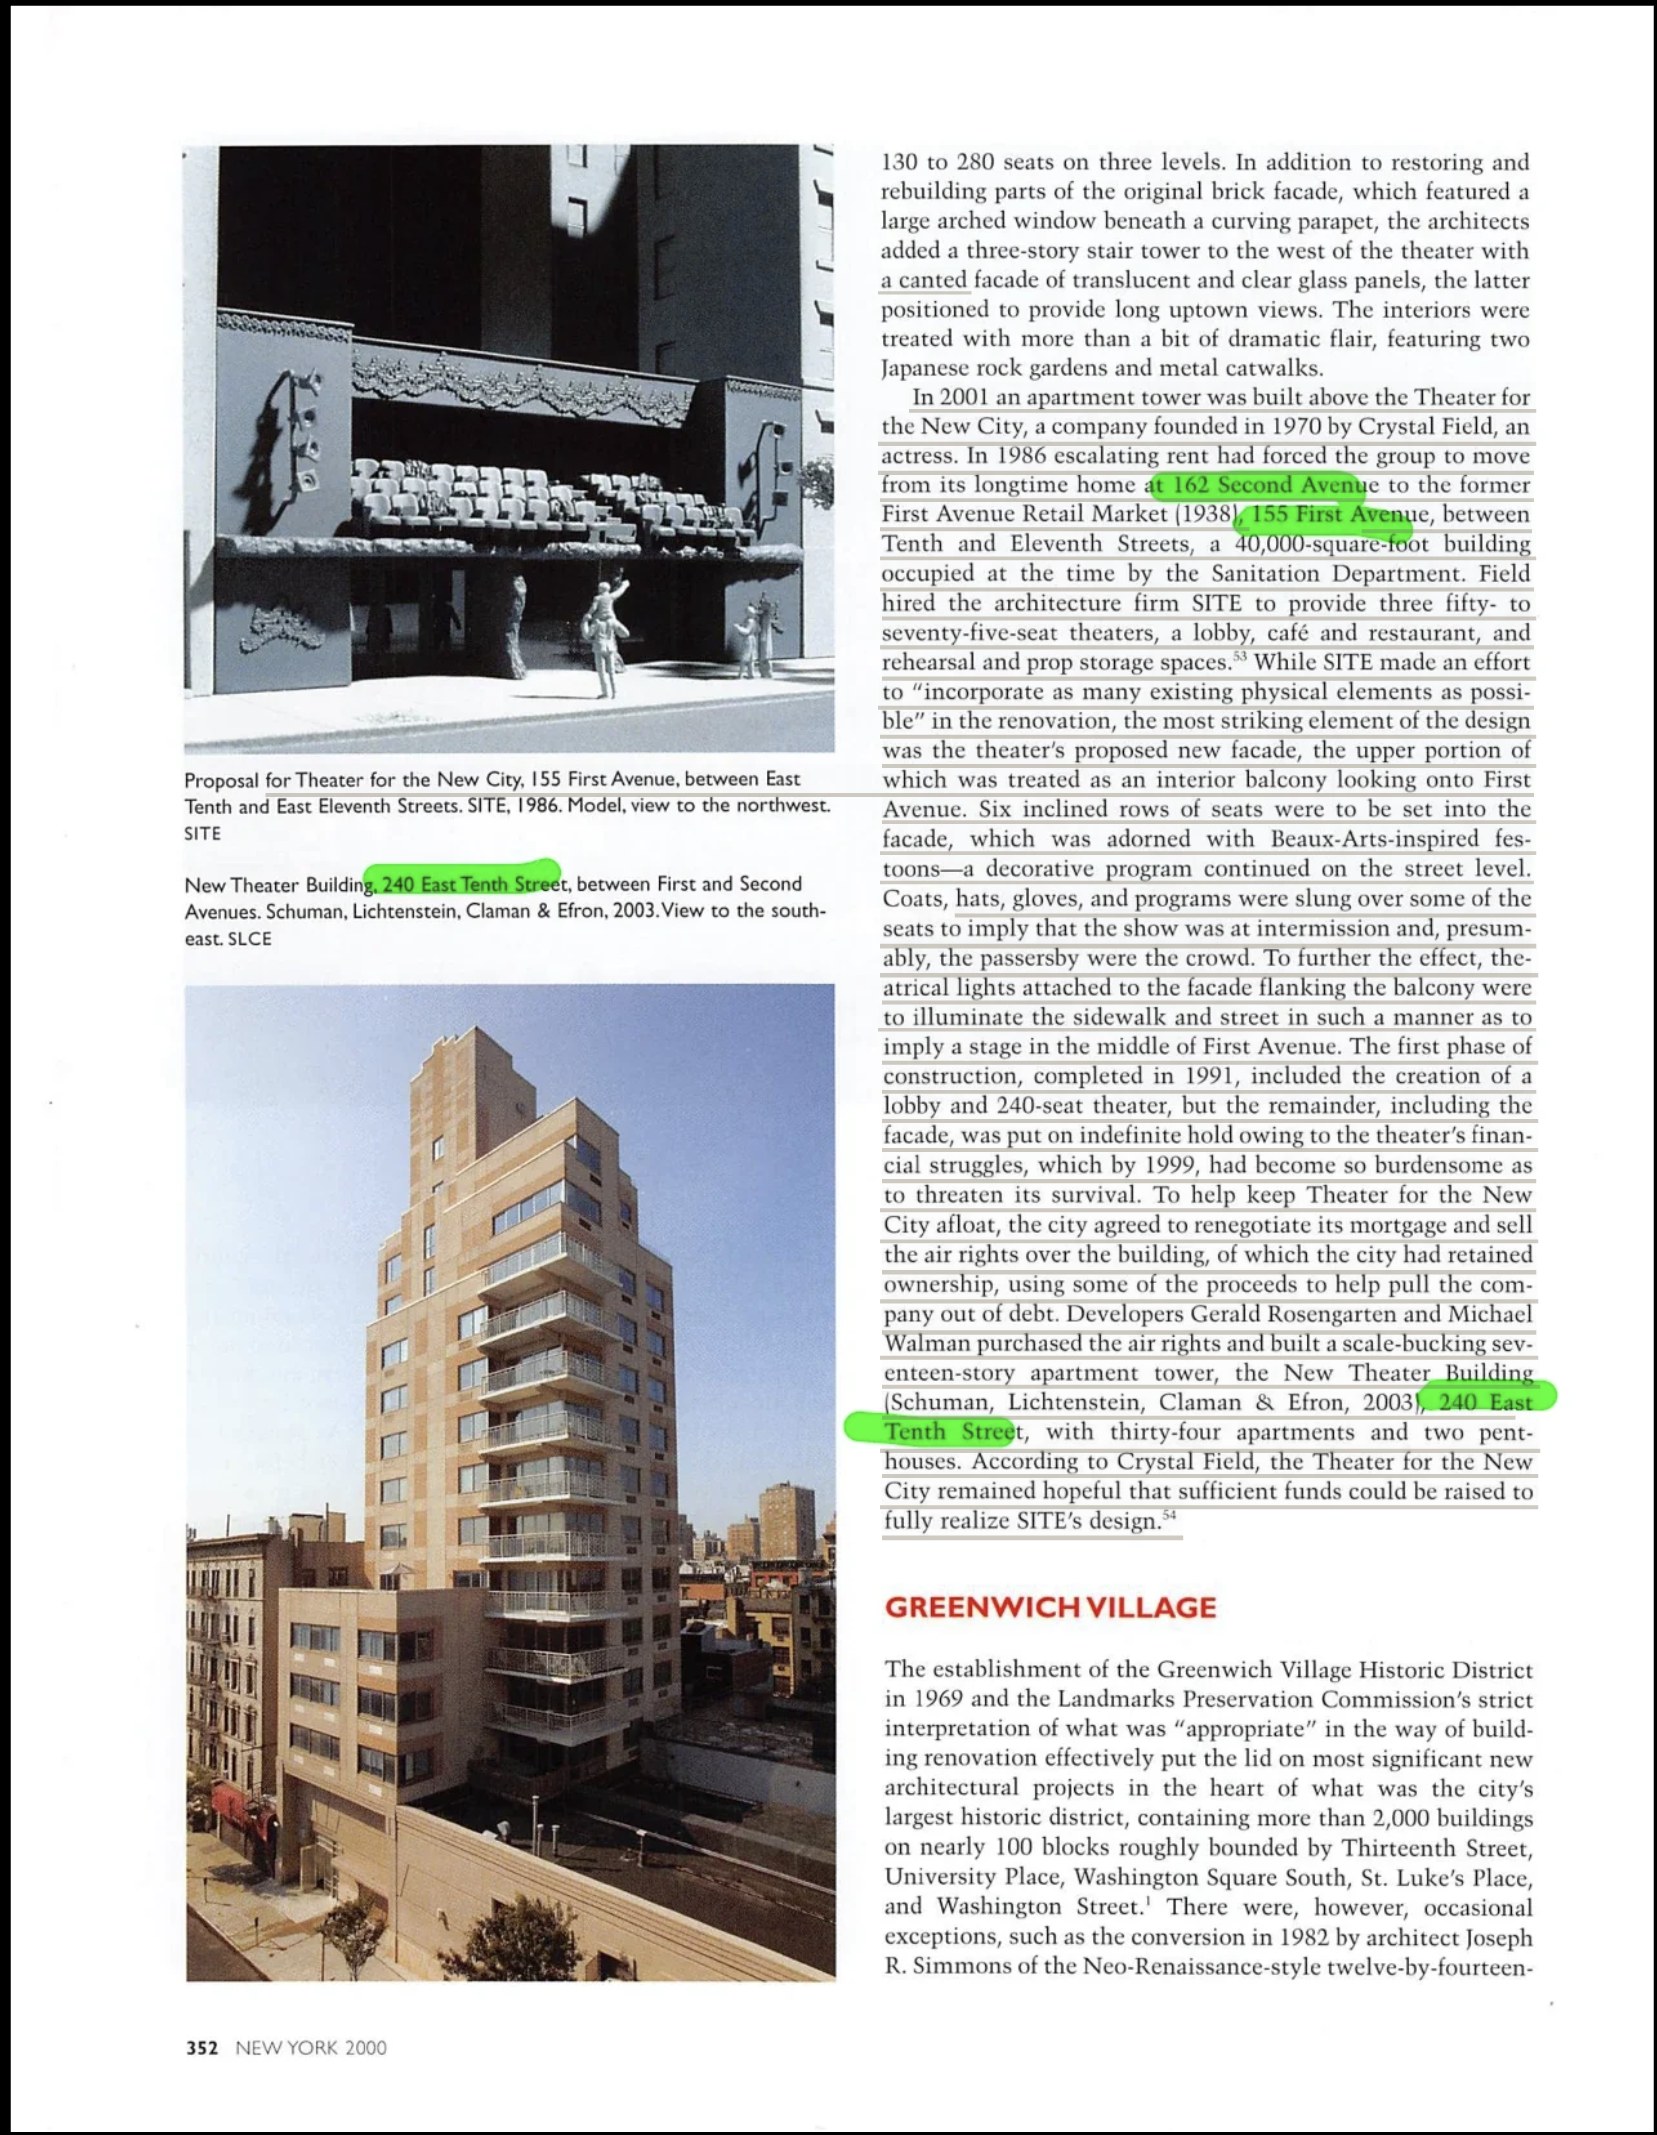 Proposal for Theater for the New City, 155 First Avenue, between East
Tenth and East Eleventh Streets. SITE, 1986. Model, view to the northwest.
SITE
New Theater Building, 240 East Tenth Street, between First and Second
Avenues. Schuman, Lichtenstein, Claman & Efron, 2003. View to the south-
east. SLCE
130 to 280 seats on three levels. In addition to restoring and
rebuilding parts of the original brick facade, which featured a
large arched window beneath a curving parapet, the architects
added a three-story stair tower to the west of the theater with
a canted facade of translucent and clear glass panels, the latter
positioned to provide long uptown views. The interiors were
treated with more than a bit of dramatic flair, featuring two
Japanese rock gardens and metal catwalks.
In 2001 an apartment tower was built above the Theater for
the New City, a company founded in 1970 by Crystal Field, an
actress. In 1986 escalating rent had forced the group to move
from its longtime home at 162 Second Avenue to the former
First Avenue Retail Market (1938), 155 First Avenue, between
Tenth and Eleventh Streets, a 40,000-square-foot building
occupied at the time by the Sanitation Department. Field
hired the architecture firm SITE to provide three fifty- to
seventy-five-seat theaters, a lobby, café and restaurant, and
rehearsal and prop storage spaces.53 While SITE made an effort
to “incorporate as many existing physical elements as possi-
ble” in the renovation, the most striking element of the design
was the theater’s proposed new facade, the upper portion of
which was treated as an interior balcony looking onto First
Avenue. Six inclined rows of seats were to be set into the
facade, which was adorned with Beaux-Arts-inspired fes-
toons—a decorative program continued on the street level.
Coats, hats, gloves, and programs were slung over some of the
seats to imply that the show was at intermission and, presum-
ably, the passersby were the crowd. To further the effect, the-
atrical lights attached to the facade flanking the balcony were
to illuminate the sidewalk and street in such a manner as to
imply a stage in the middle of First Avenue. The first phase of
construction, completed in 1991, included the creation of a
lobby and 240-seat theater, but the remainder, including the
facade, was put on indefinite hold owing to the theater’s finan-
cial struggles, which by 1999, had become so burdensome as
to threaten its survival. To help keep Theater for the New
City afloat, the city agreed to renegotiate its mortgage and sell
the air rights over the building, of which the city had retained
ownership, using some of the proceeds to help pull the com-
pany out of debt. Developers Gerald Rosengarten and Michael
Walman purchased the air rights and built a scale-bucking sev-
enteen-story apartment tower, the New Theater Building
(Schuman, Lichtenstein, Claman & Efron, 2003), 240 East
Tenth Street, with thirty-four apartments and two pent-
houses. According to Crystal Field, the Theater for the New
City remained hopeful that sufficient funds could be raised to
fully realize SITE’s design.54
GREENWICH VILLAGE
The establishment of the Greenwich Village Historic District
in 1969 and the Landmarks Preservation Commission’s strict
interpretation of what was “appropriate” in the way of build-
ing renovation effectively put the lid on most significant new
architectural projects in the heart of what was the city’s
largest historic district, containing more than 2,000 buildings
on nearly 100 blocks roughly bounded by Thirteenth Street,
University Place, Washington Square South, St. Luke’s Place,
and Washington Street.1 There were, however, occasional
exceptions, such as the conversion in 1982 by architect Joseph
R. Simmons of the Neo-Renaissance-style twelve-by-fourteen-
352 NEW YORK 2000